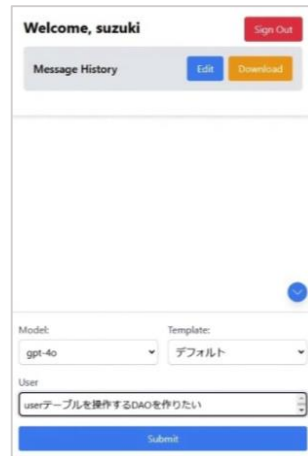 Welcome, suzuki
Sign Out
Message History
Edit
Download
Model:
Template:
gpt-4o
デフォルト
User
userテーブルを操作するDAOを作りたい
Submit